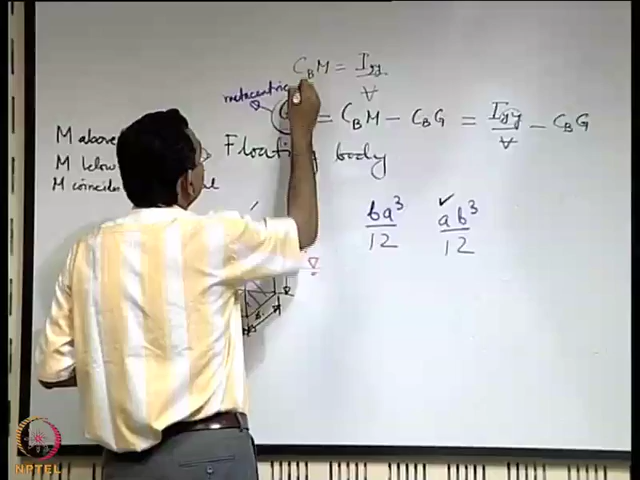 C_B M = I_yy / ∀
metacentric
= C_B M − C_B G = I_yy / ∀ − C_B G
M above
Floating body
M below
M coincide
ba³ / 12 ✓ ab³ / 12
NPTEL